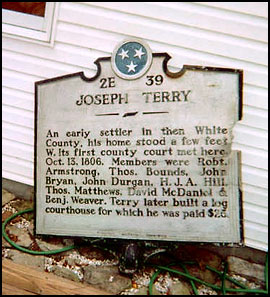 2E 39
JOSEPH TERRY
An early settler in then White
County, his home stood a few feet
W. Its first county court met here,
Oct. 13, 1806. Members were Robt.
Armstrong, Thos. Bounds, John
Bryan, John Durgan, H.J.A. Hill,
Thos. Matthews, David McDaniel &
Benj. Weaver. Terry later built a log
courthouse for which he was paid